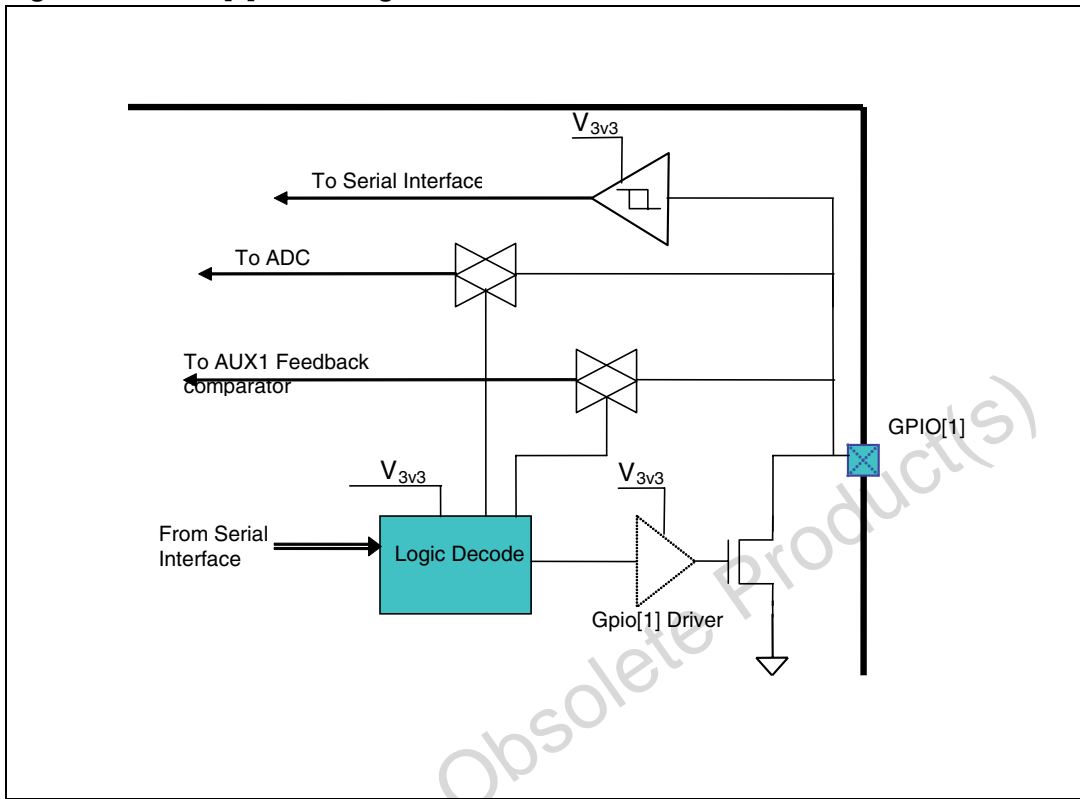 V3v3
To Serial Interface
To ADC
To AUX1 Feedback
comparator
GPIO[1]
V3v3
V3v3
From Serial
Interface
Logic Decode
Gpio[1] Driver
Obsolete Product(s)